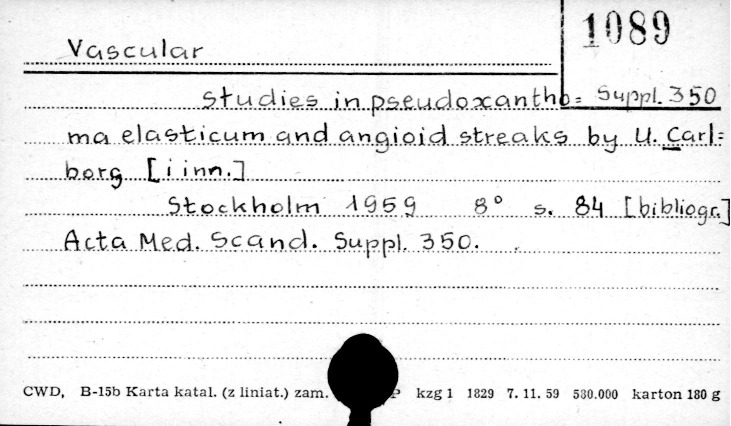 1089
Vascular
studies in pseudoxantho= Suppl. 350
ma elasticum and angioid streaks by U. Carl=
borg [i inn.]
Stockholm 1959 8° s. 84 [bibliogr.]
Acta Med. Scand. Suppl. 350.
CWD, B-15b Karta katal. (z liniat.) zam. P kzg 1 1829 7. 11. 59 530.000 karton 180 g